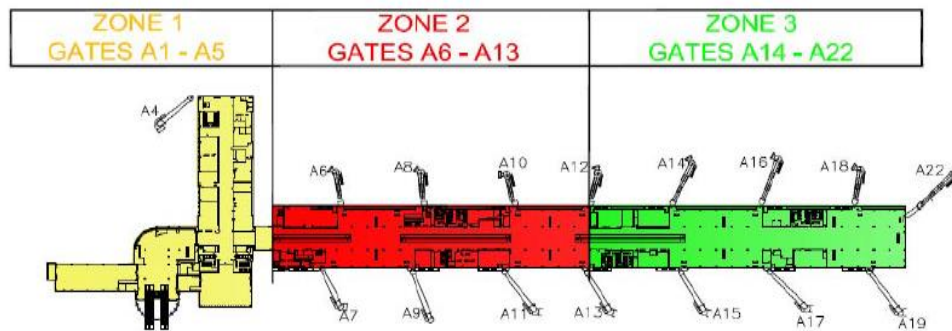 ZONE 1
GATES A1 - A5
ZONE 2
GATES A6 - A13
ZONE 3
GATES A14 - A22
A4
A6
A8
A10
A12
A14
A16
A18
A22
A7
A9
A11
A13
A15
A17
A19